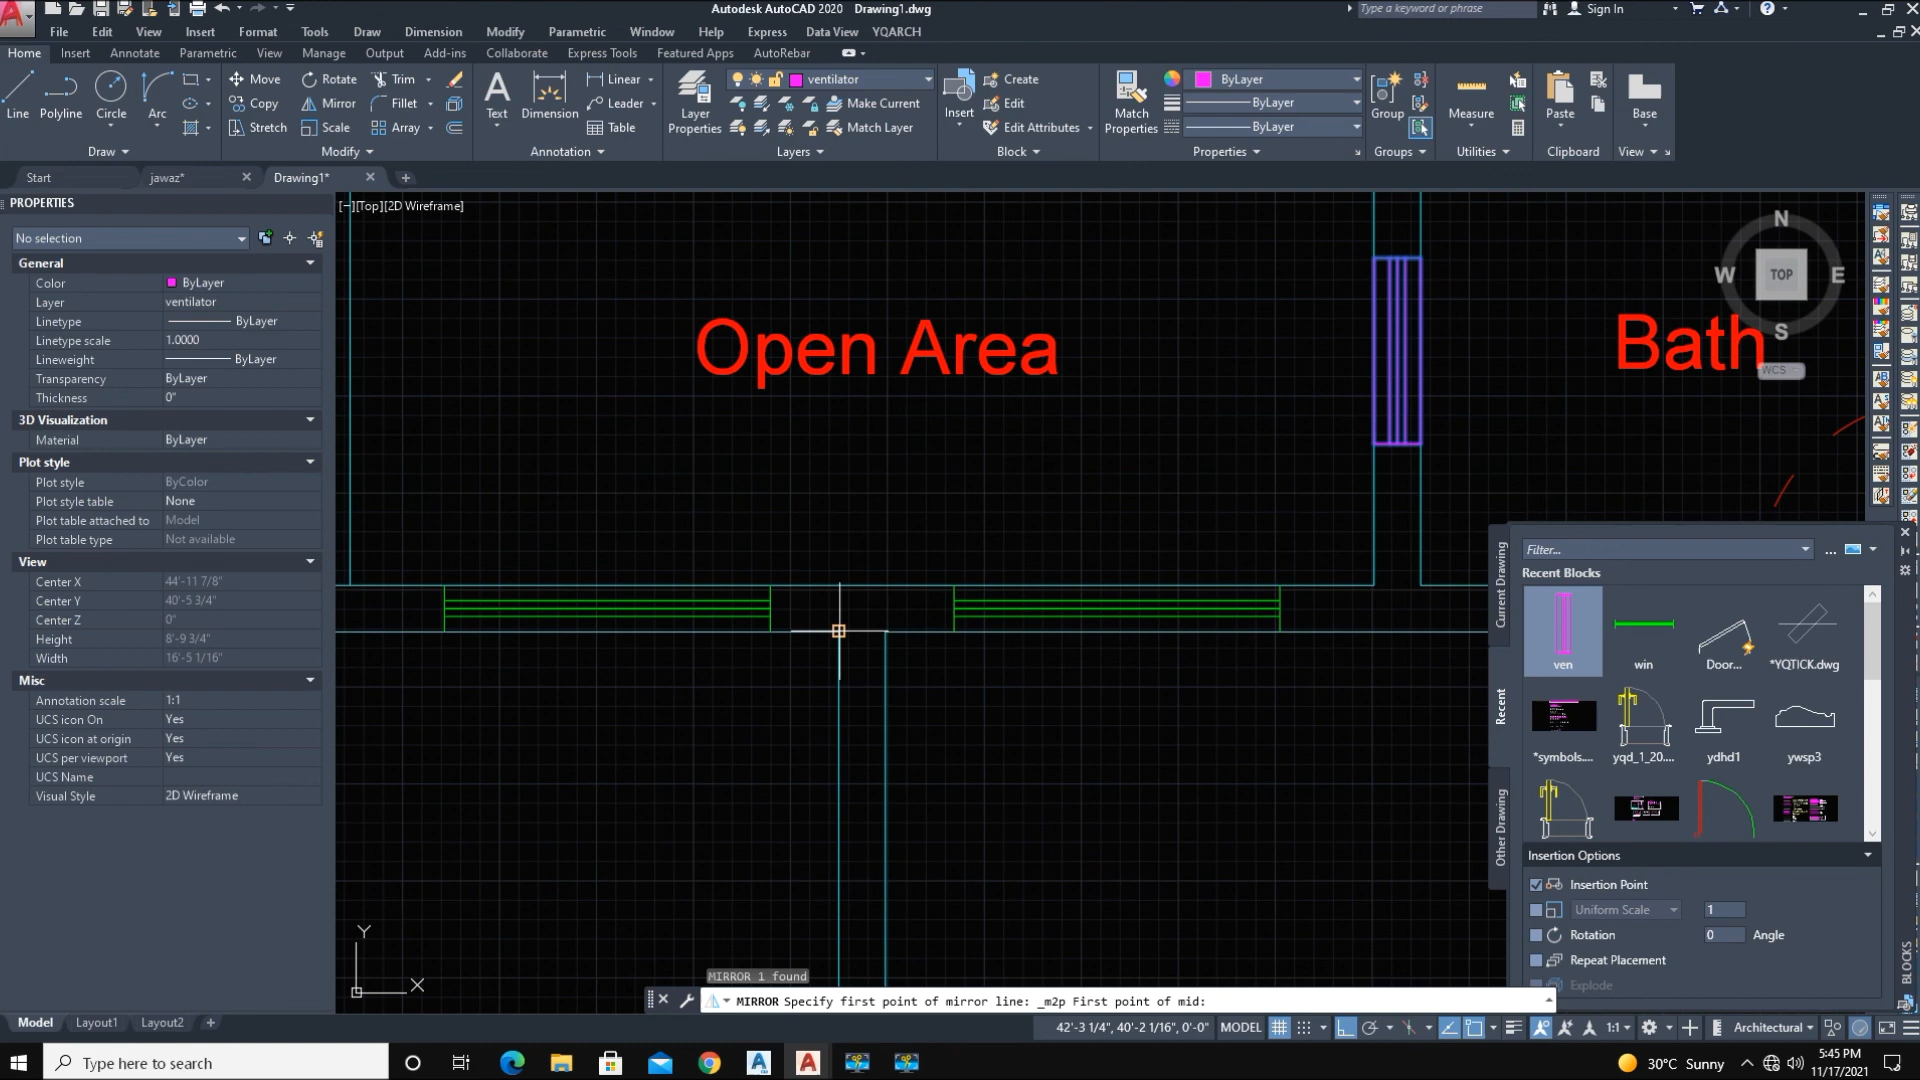 Autodesk AutoCAD 2020   Drawing1.dwg
Type a keyword or phrase
Sign In
File Edit View Insert Format Tools Draw Dimension Modify Parametric Window Help Express Data View YQARCH
Home Insert Annotate Parametric View Manage Output Add-ins Collaborate Express Tools Featured Apps AutoRebar
Line Polyline Circle Arc
Move Rotate Trim
Copy Mirror Fillet
Stretch Scale Array
Text Dimension
Linear
Leader
Table
Layer Properties
ventilator
Make Current
Match Layer
Insert
Create
Edit
Edit Attributes
Match Properties
ByLayer
ByLayer
ByLayer
Group
Measure
Paste
Base
Draw Modify Annotation Layers Block Properties Groups Utilities Clipboard View
Start jawaz* Drawing1*
PROPERTIES
No selection
General
Color ByLayer
Layer ventilator
Linetype ByLayer
Linetype scale 1.0000
Lineweight ByLayer
Transparency ByLayer
Thickness 0"
3D Visualization
Material ByLayer
Plot style
Plot style ByColor
Plot style table None
Plot table attached to Model
Plot table type Not available
View
Center X 44'-11 7/8"
Center Y 40'-5 3/4"
Center Z 0"
Height 8'-9 3/4"
Width 16'-5 1/16"
Misc
Annotation scale 1:1
UCS icon On Yes
UCS icon at origin Yes
UCS per viewport Yes
UCS Name
Visual Style 2D Wireframe
[−][Top][2D Wireframe]
Open Area
Bath
N
W TOP E
S
WCS
Current Drawing
Recent
Other Drawing
Filter... ...
Recent Blocks
ven win Door... *YQTICK.dwg
*symbols.... yqd_1_20.... ydhd1 ywsp3
Insertion Options
Insertion Point
Uniform Scale 1
Rotation 0 Angle
Repeat Placement
Explode
BLOCKS
Y
X
MIRROR 1 found
MIRROR Specify first point of mirror line: _m2p First point of mid:
Model Layout1 Layout2
42'-3 1/4", 40'-2 1/16", 0'-0" MODEL 1:1 Architectural
Type here to search
30°C Sunny
5:45 PM
11/17/2021